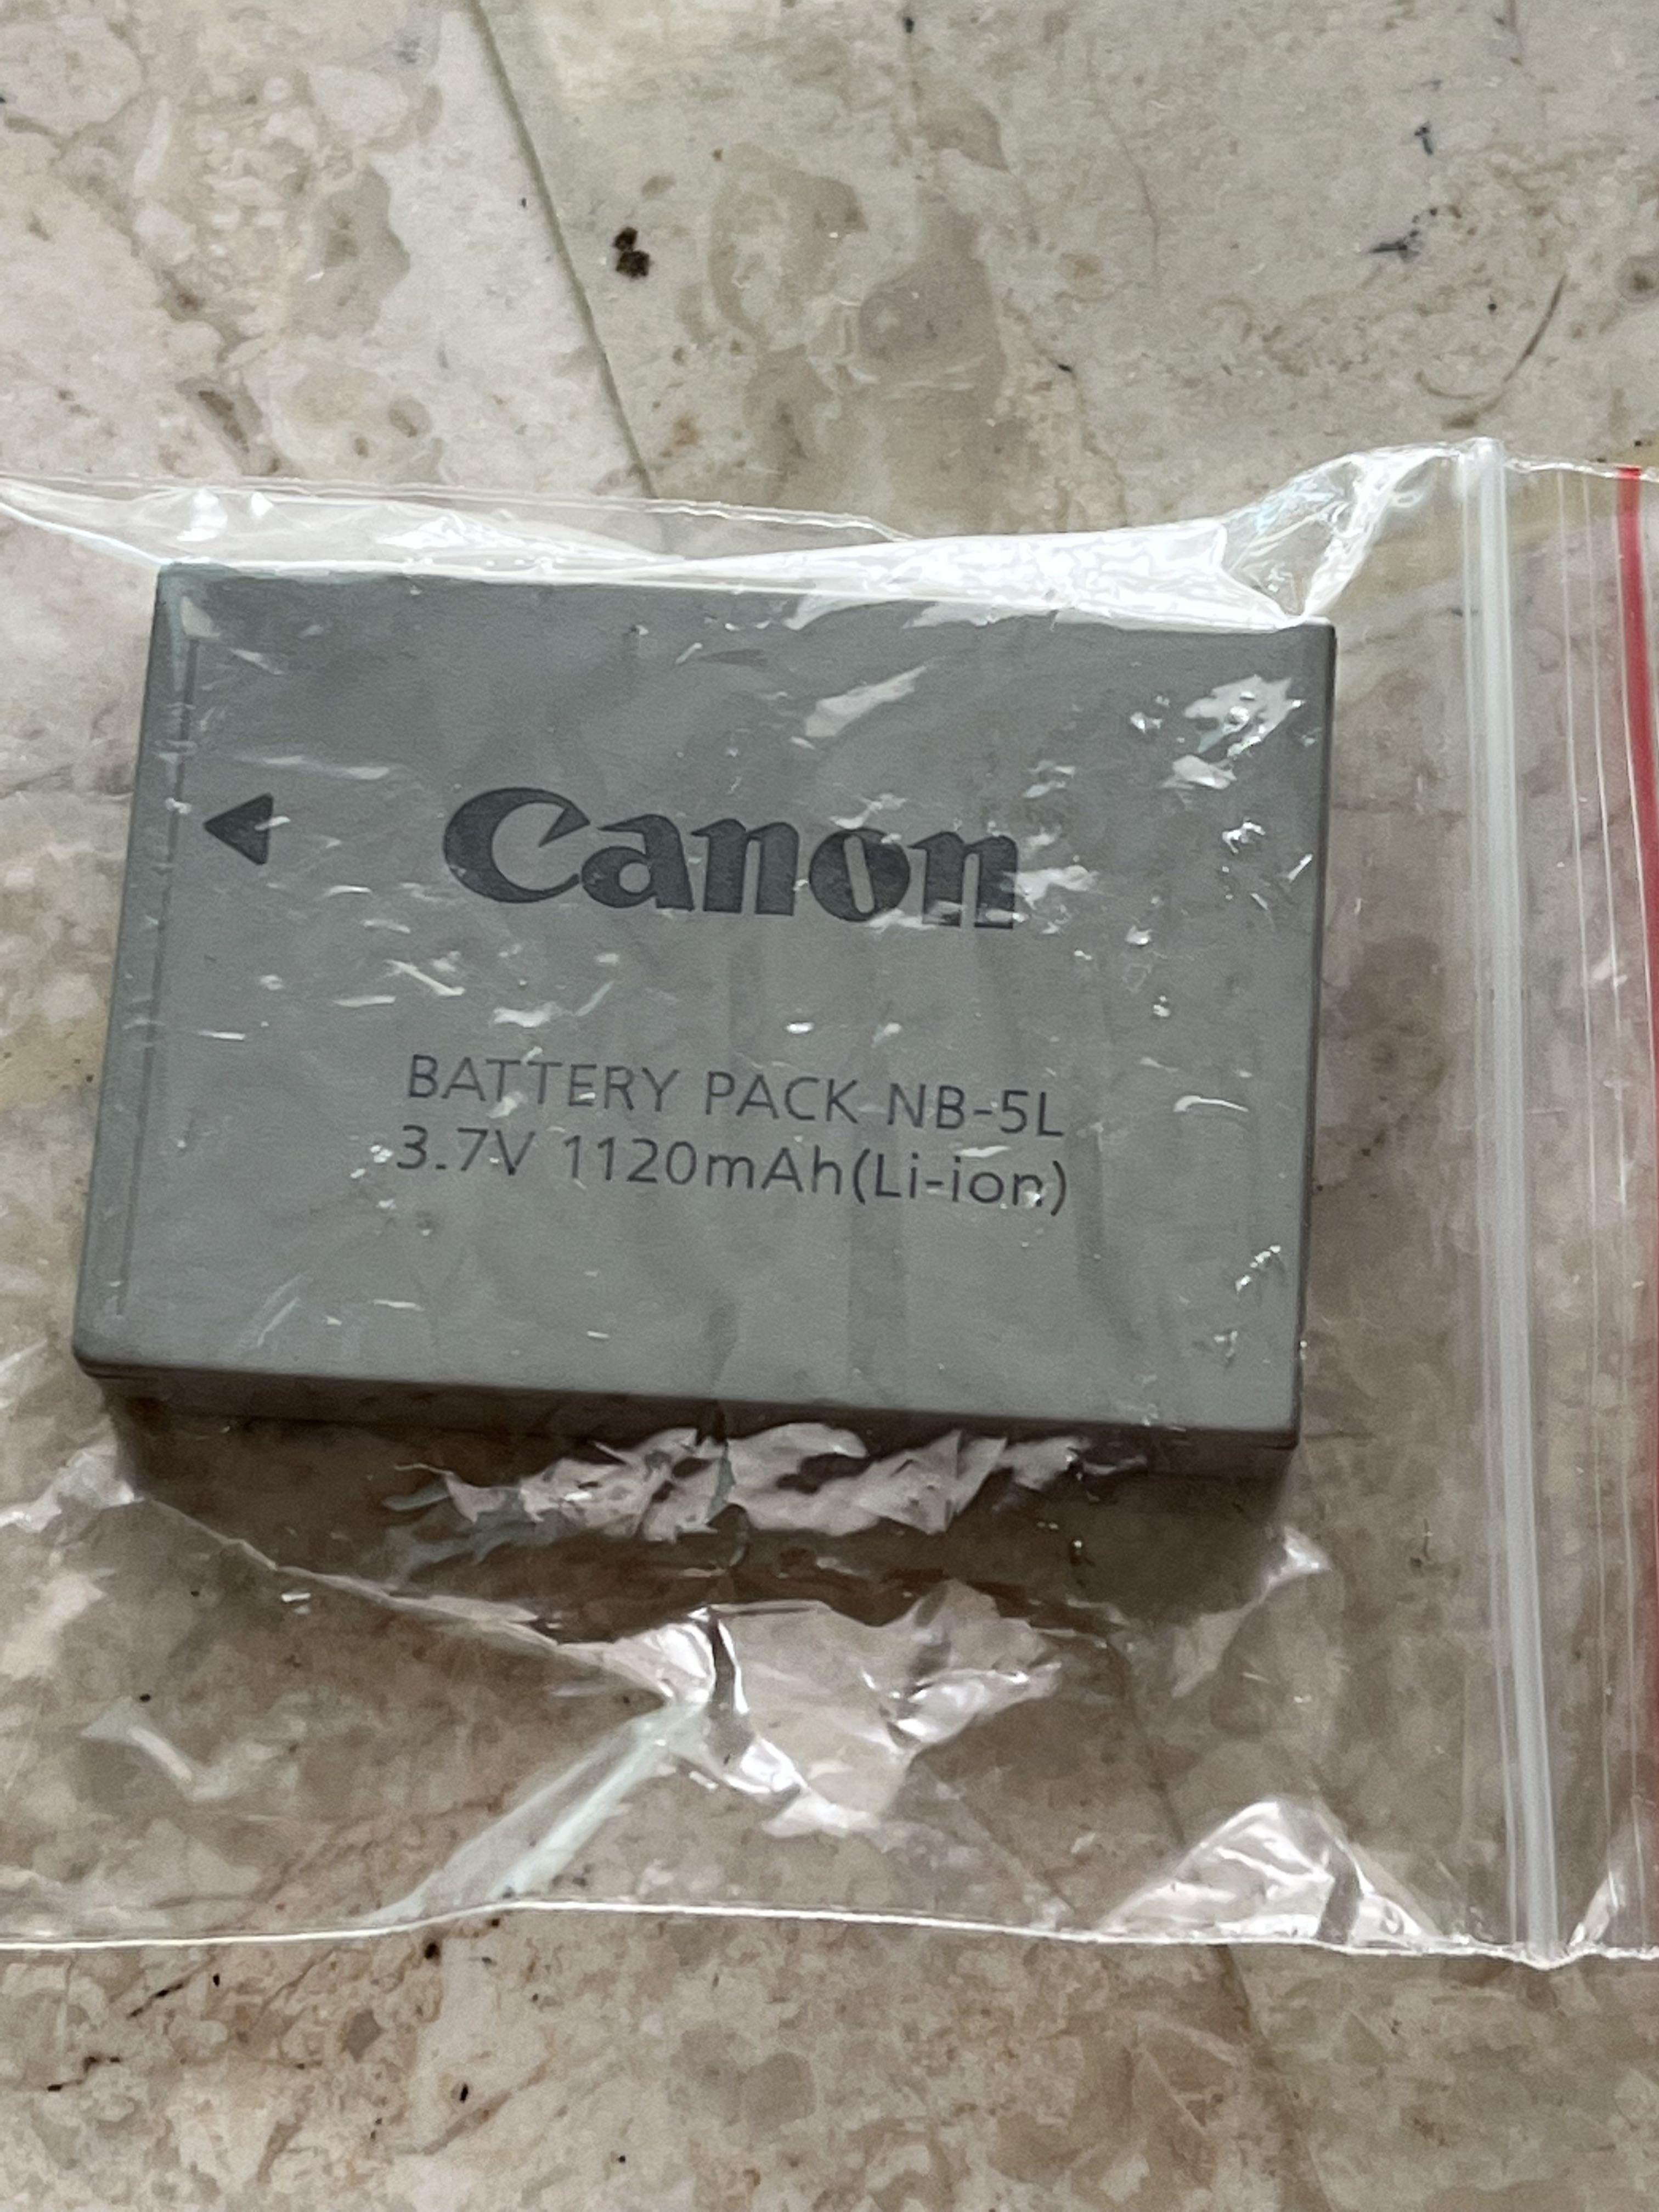 Canon
BATTERY PACK NB-5L
3.7V 1120mAh(Li-ion)